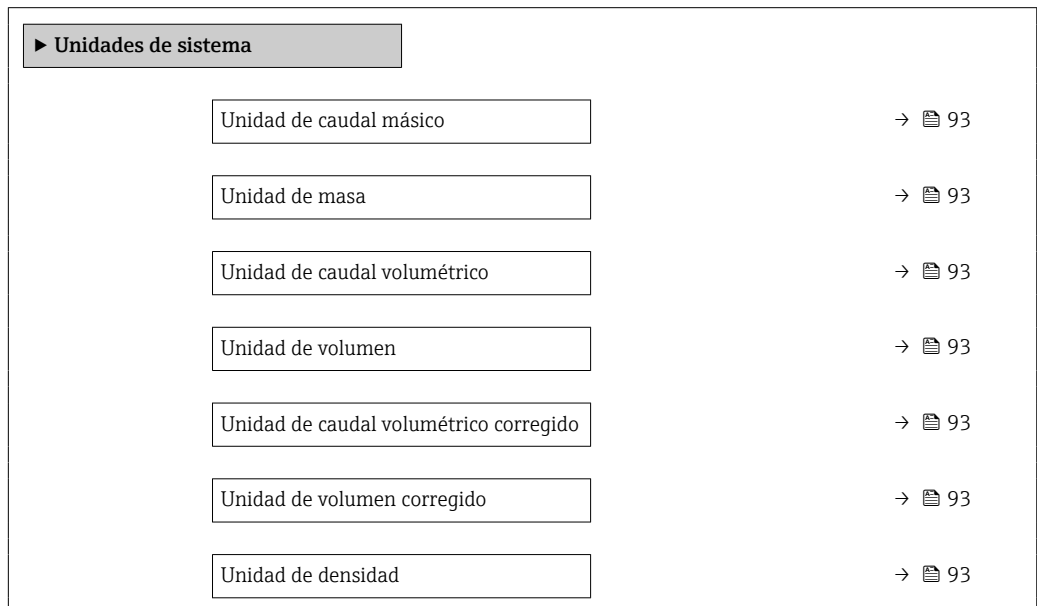 ► Unidades de sistema
Unidad de caudal másico → 93
Unidad de masa → 93
Unidad de caudal volumétrico → 93
Unidad de volumen → 93
Unidad de caudal volumétrico corregido → 93
Unidad de volumen corregido → 93
Unidad de densidad → 93